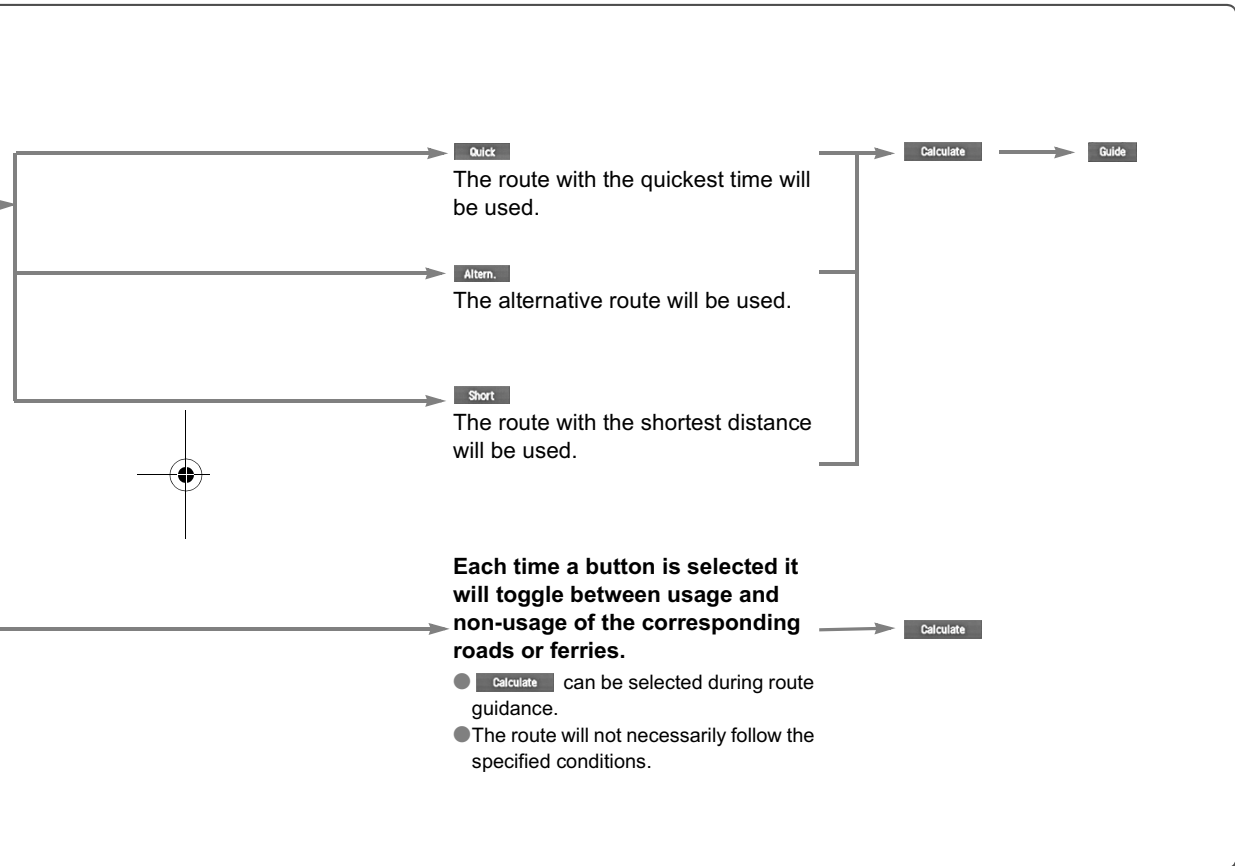 Quick
Calculate
Guide
The route with the quickest time will
be used.
Altern.
The alternative route will be used.
Short
The route with the shortest distance
will be used.
Each time a button is selected it
will toggle between usage and
non-usage of the corresponding
roads or ferries.
Calculate
● Calculate can be selected during route
guidance.
●The route will not necessarily follow the
specified conditions.